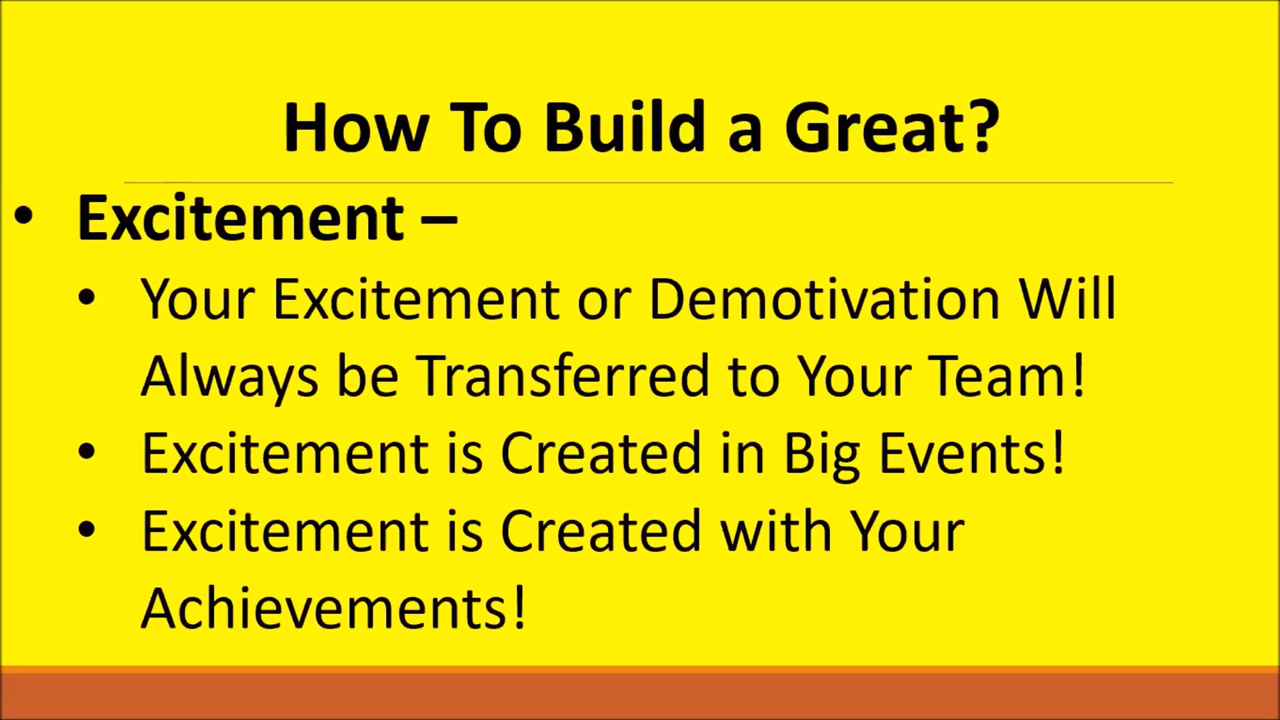 How To Build a Great?
• Excitement –
• Your Excitement or Demotivation Will
Always be Transferred to Your Team!
• Excitement is Created in Big Events!
• Excitement is Created with Your
Achievements!